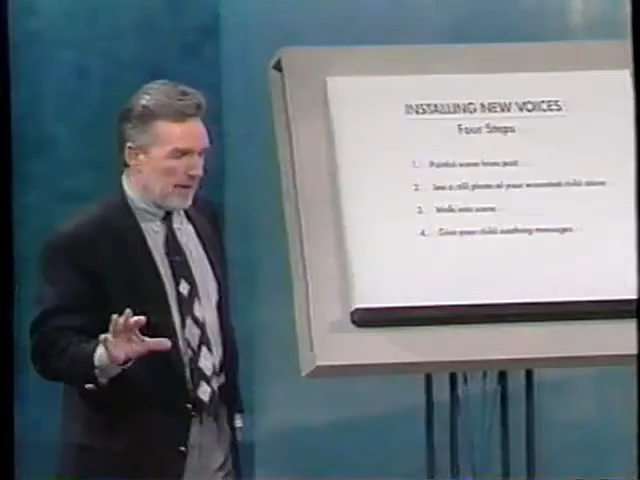 INSTALLING NEW VOICES
Four Steps
1. Painful scene from past
2. See a still photo of your wounded child alone
3. Walk into scene
4. Give your child soothing messages